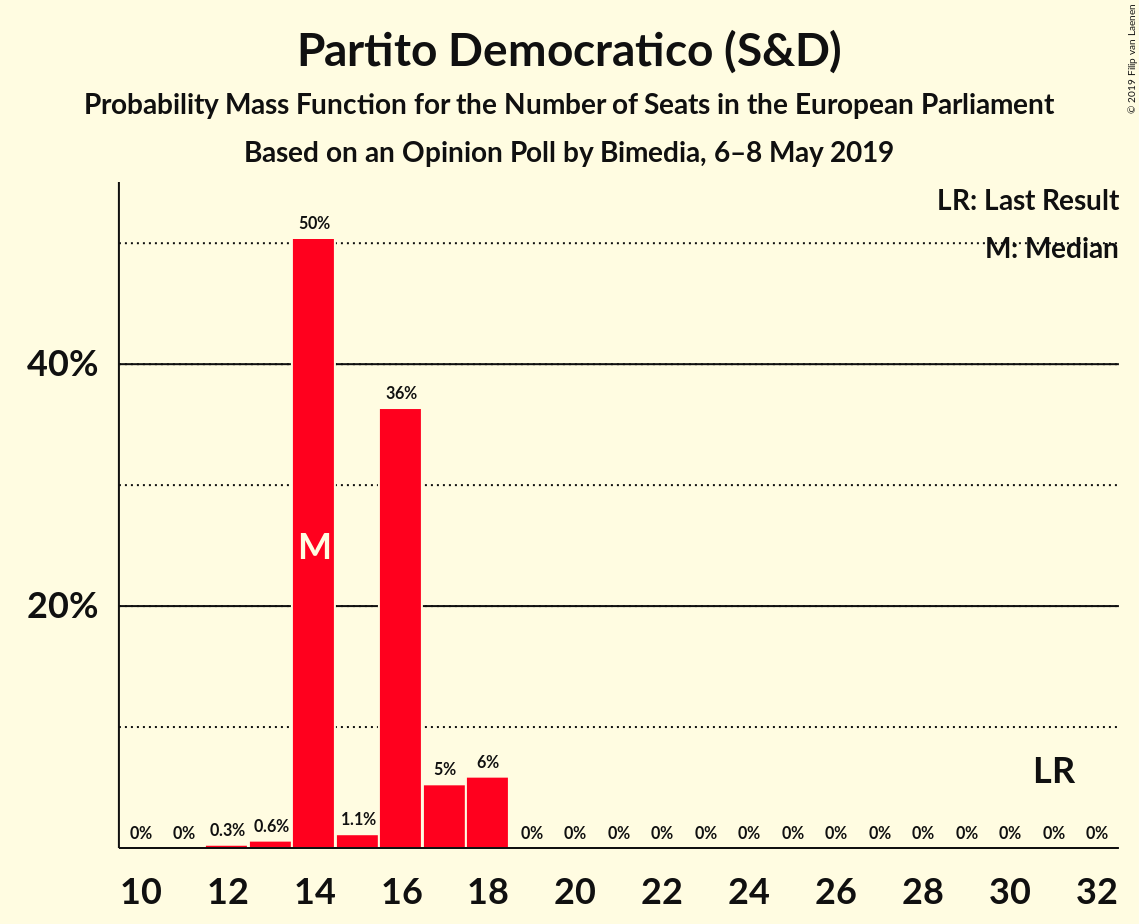 Partito Democratico (S&D)
Probability Mass Function for the Number of Seats in the European Parliament
Based on an Opinion Poll by Bimedia, 6–8 May 2019
© 2019 Filip van Laenen
LR: Last Result
M: Median
50%
40%
36%
M
20%
LR
5% 6%
0% 0% 0.3% 0.6% 1.1% 0% 0% 0% 0% 0% 0% 0% 0% 0% 0% 0% 0% 0% 0%
10 12 14 16 18 20 22 24 26 28 30 32